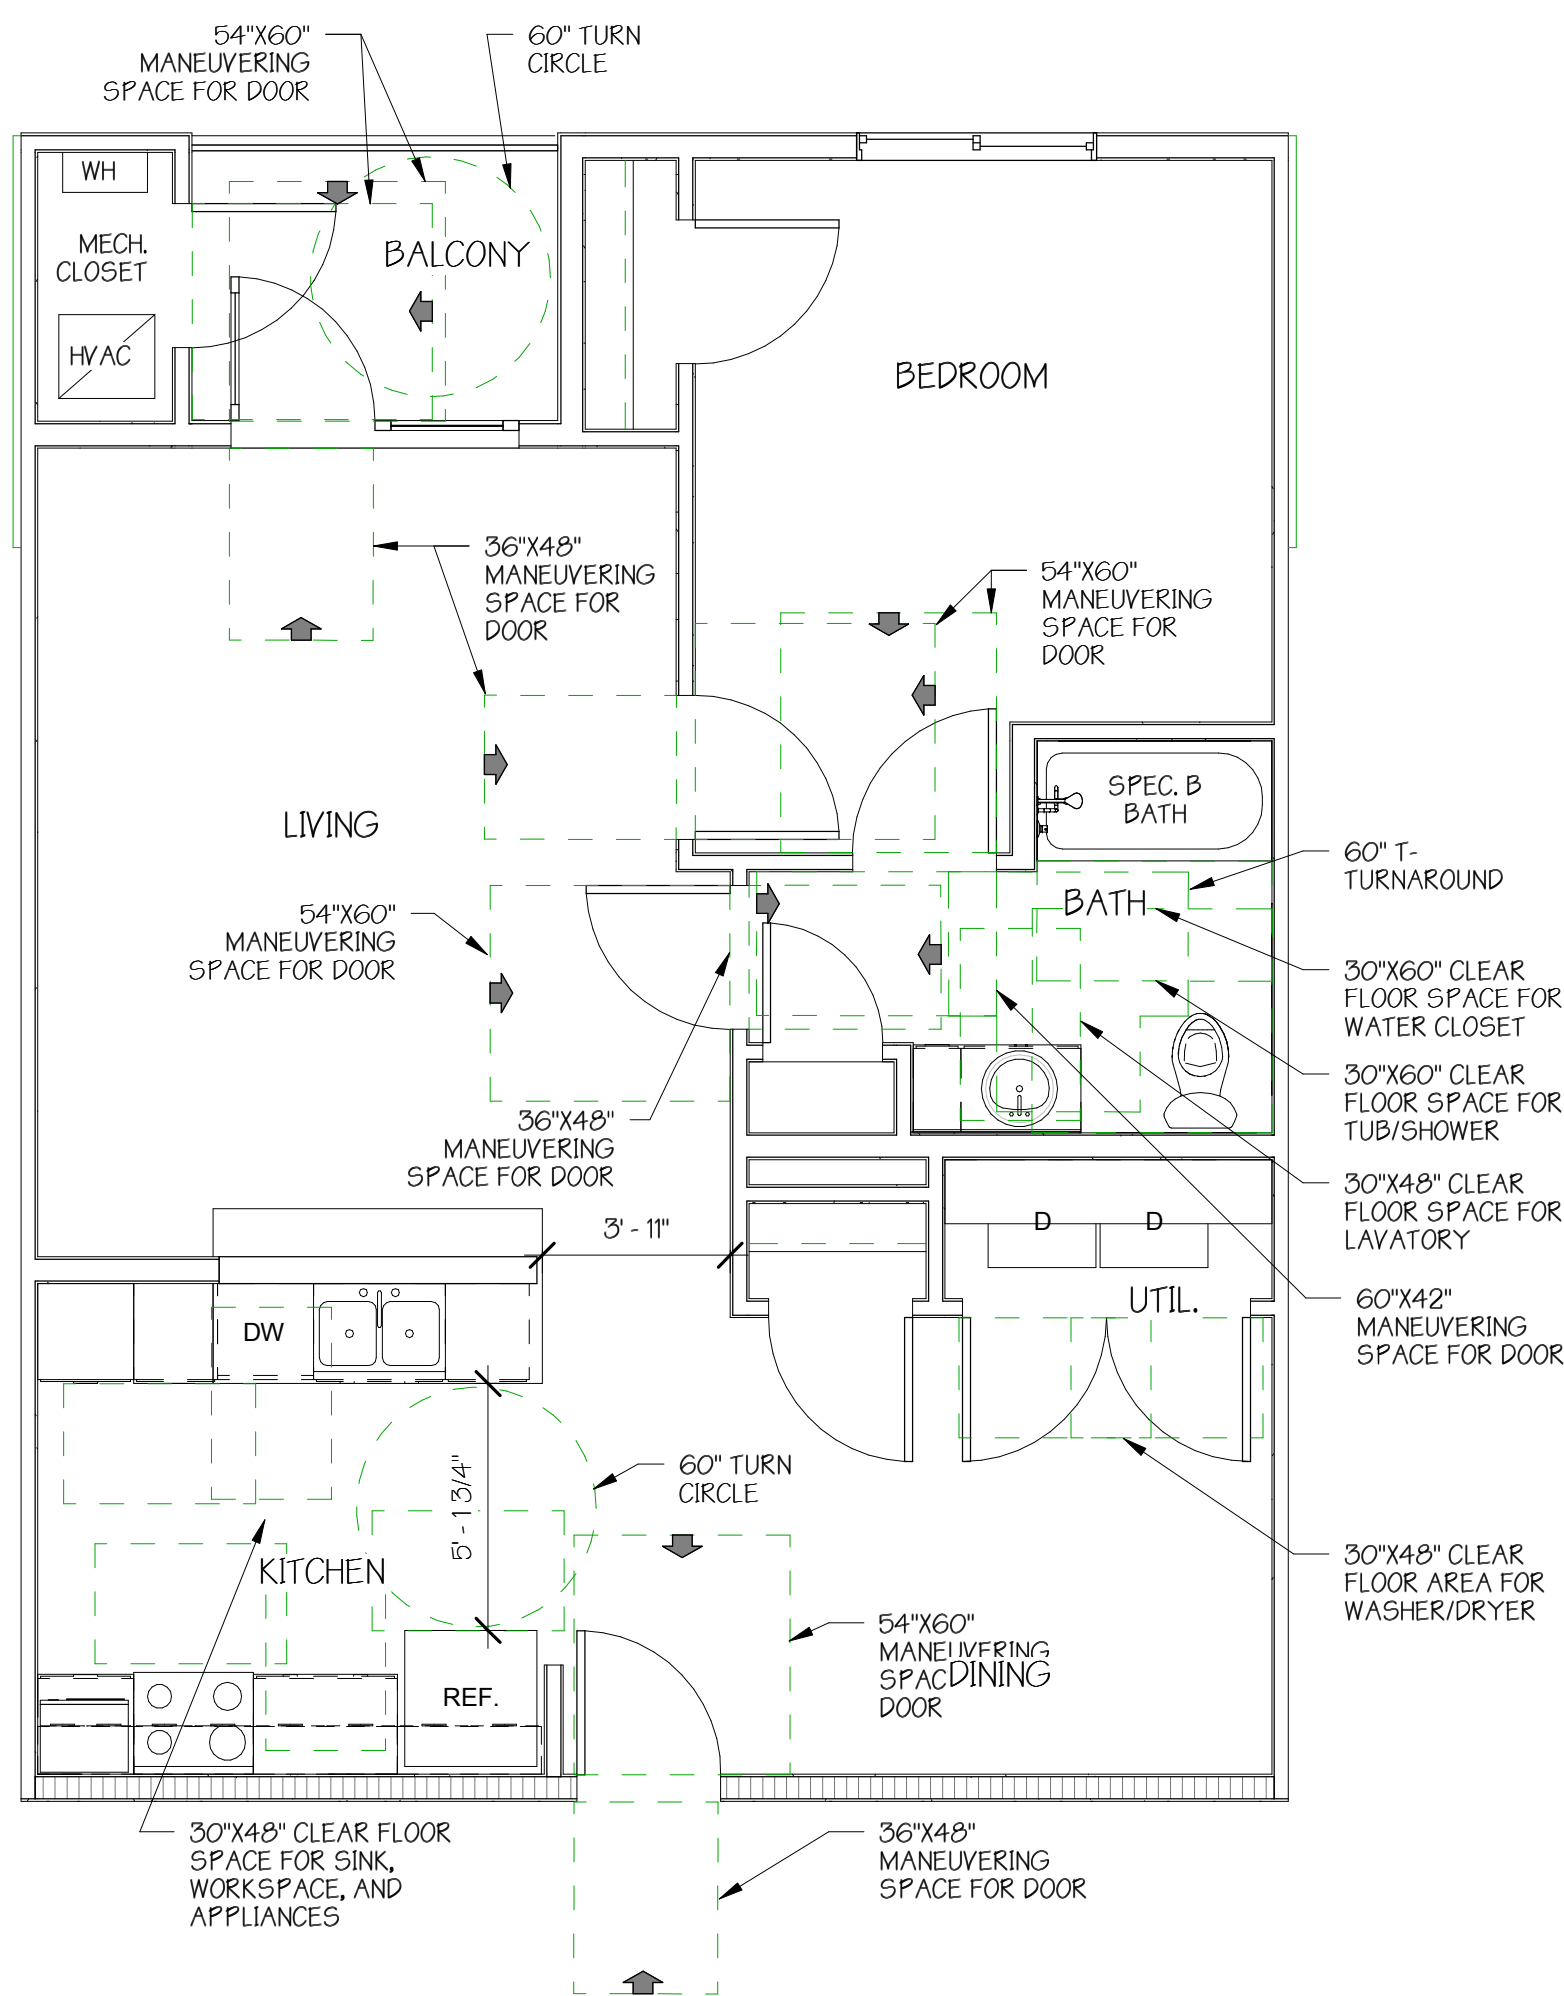 54"X60"
MANEUVERING
SPACE FOR DOOR
60" TURN
CIRCLE
WH
MECH.
CLOSET
HVAC
BALCONY
BEDROOM
36"X48"
MANEUVERING
SPACE FOR
DOOR
54"X60"
MANEUVERING
SPACE FOR
DOOR
LIVING
SPEC. B
BATH
60" T-
TURNAROUND
BATH
54"X60"
MANEUVERING
SPACE FOR DOOR
30"X60" CLEAR
FLOOR SPACE FOR
WATER CLOSET
30"X60" CLEAR
FLOOR SPACE FOR
TUB/SHOWER
36"X48"
MANEUVERING
SPACE FOR DOOR
30"X48" CLEAR
FLOOR SPACE FOR
LAVATORY
3' - 11"
D
D
UTIL.
60"X42"
MANEUVERING
SPACE FOR DOOR
DW
60" TURN
CIRCLE
5' - 1 3/4"
KITCHEN
30"X48" CLEAR
FLOOR AREA FOR
WASHER/DRYER
54"X60"
MANEUVERING
SPAC
DOOR
DINING
REF.
30"X48" CLEAR FLOOR
SPACE FOR SINK,
WORKSPACE, AND
APPLIANCES
36"X48"
MANEUVERING
SPACE FOR DOOR